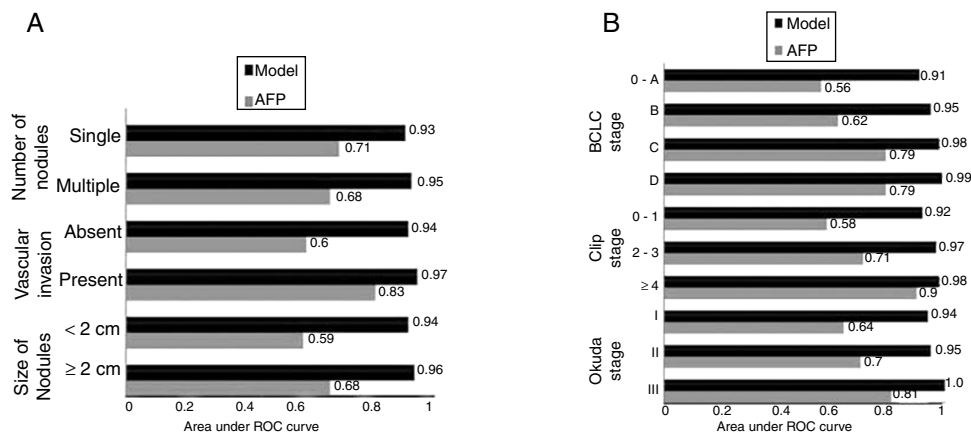 A
Model
AFP
Number of nodules
Single
0.93
0.71
Multiple
0.95
0.68
Vascular invasion
Absent
0.94
0.6
Present
0.97
0.83
Size of Nodules
< 2 cm
0.94
0.59
≥ 2 cm
0.96
0.68
0 0.2 0.4 0.6 0.8 1
Area under ROC curve
B
Model
AFP
BCLC stage
0 - A
0.91
0.56
B
0.95
0.62
C
0.98
0.79
D
0.99
0.79
Clip stage
0 - 1
0.92
0.58
2 - 3
0.97
0.71
≥ 4
0.98
0.9
Okuda stage
I
0.94
0.64
II
0.95
0.7
III
1.0
0.81
0 0.2 0.4 0.6 0.8 1
Area under ROC curve